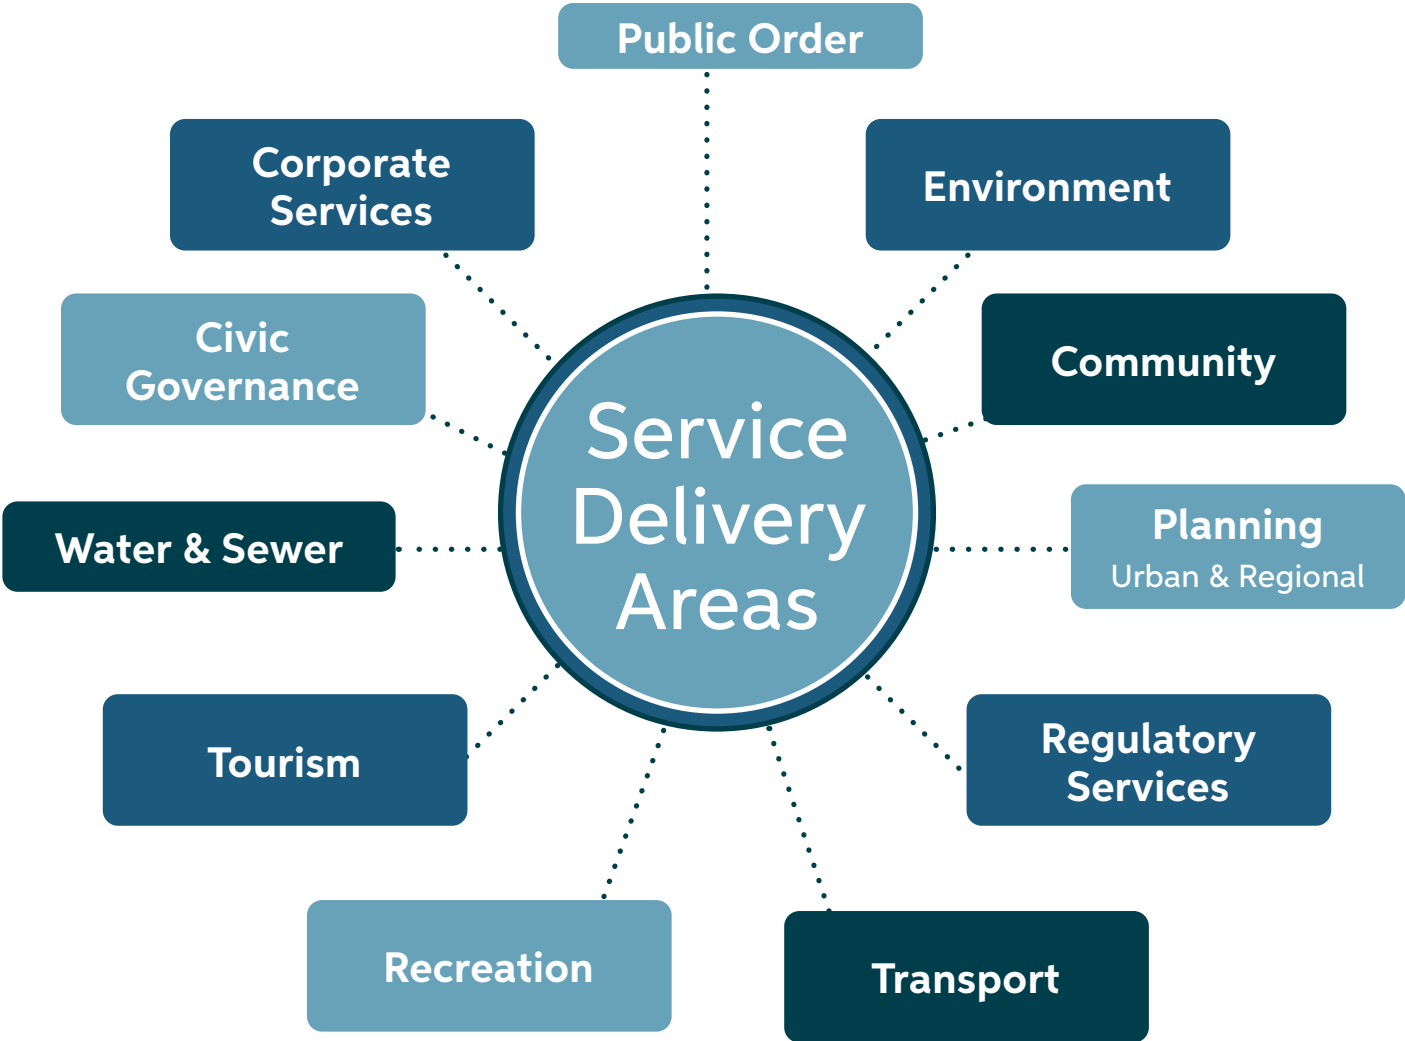 Public Order
Corporate
Services
Environment
Civic
Governance
Community
Service
Delivery
Areas
Water & Sewer
Planning
Urban & Regional
Tourism
Regulatory
Services
Recreation
Transport